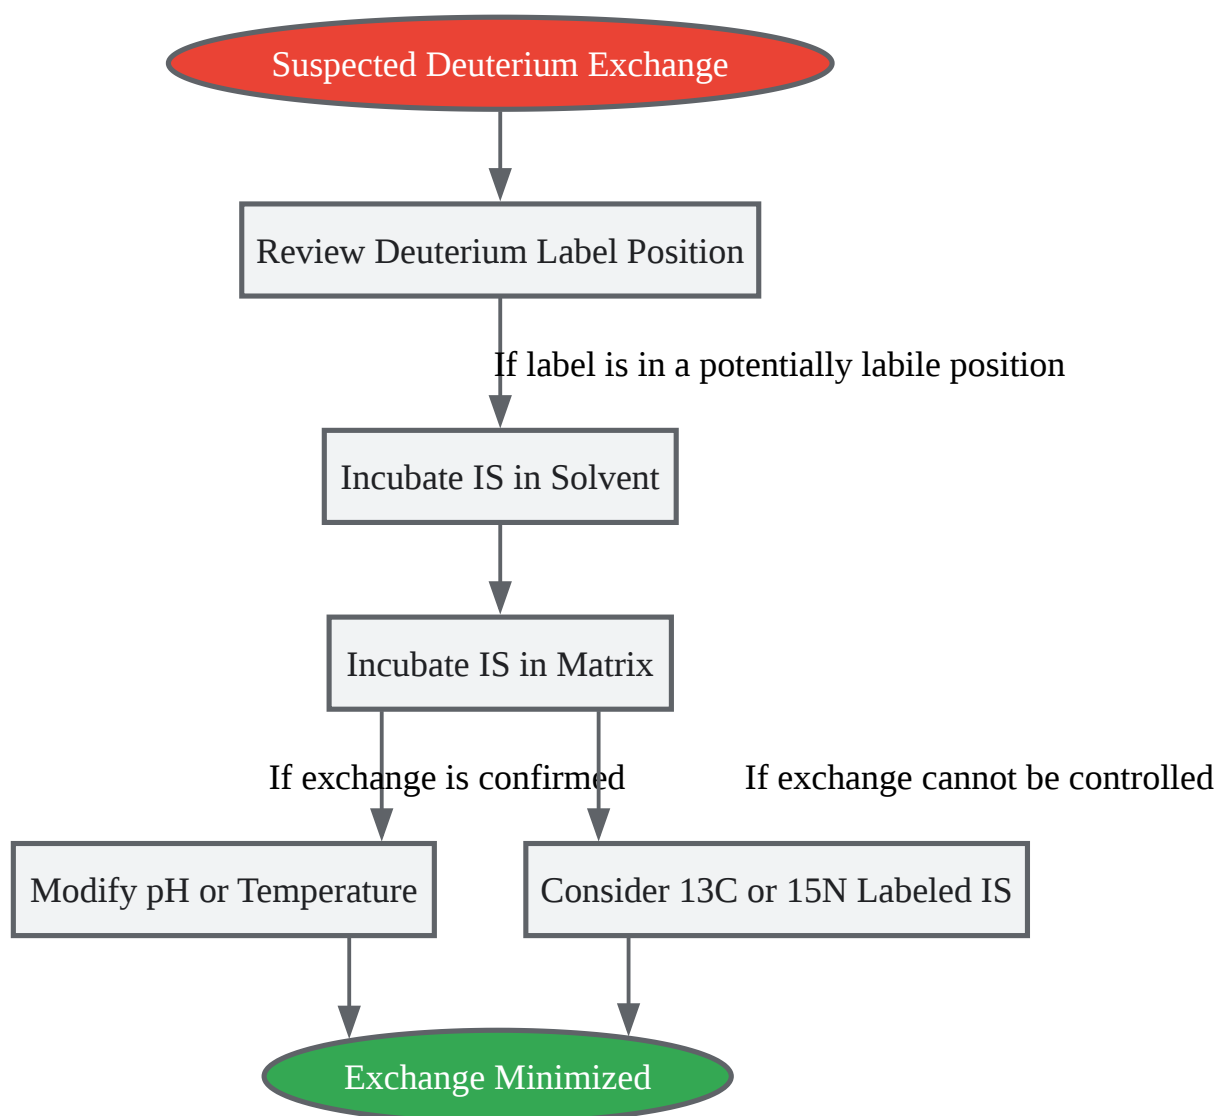 Suspected Deuterium Exchange
Review Deuterium Label Position
If label is in a potentially labile position
Incubate IS in Solvent
Incubate IS in Matrix
If exchange is confirmed
If exchange cannot be controlled
Modify pH or Temperature
Consider 13C or 15N Labeled IS
Exchange Minimized